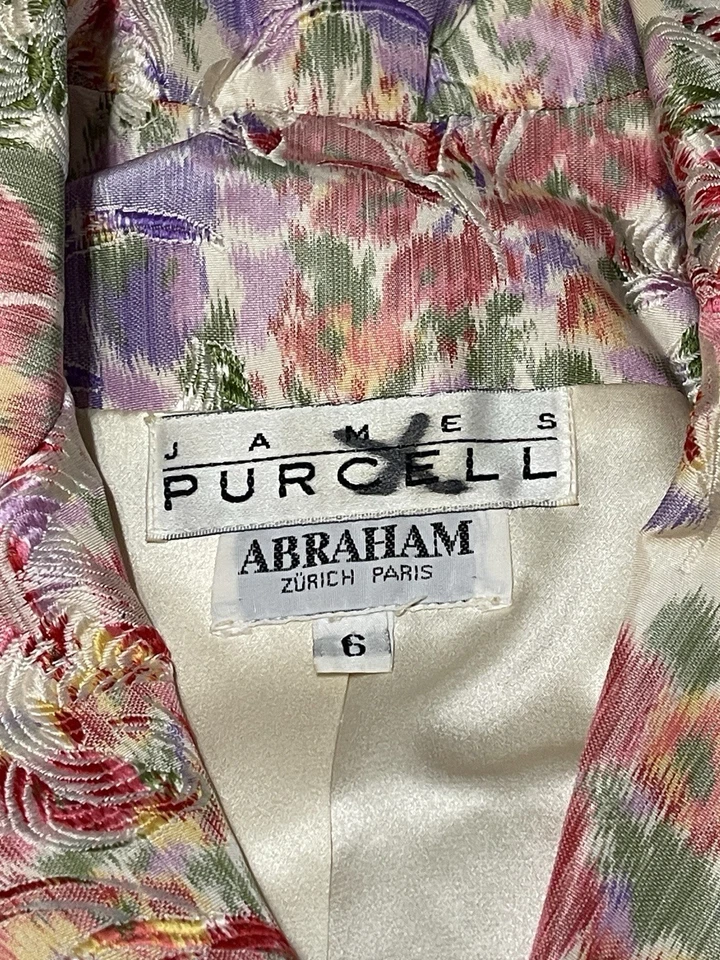 JAMES
PURCELL
ABRAHAM
ZÜRICH PARIS
6